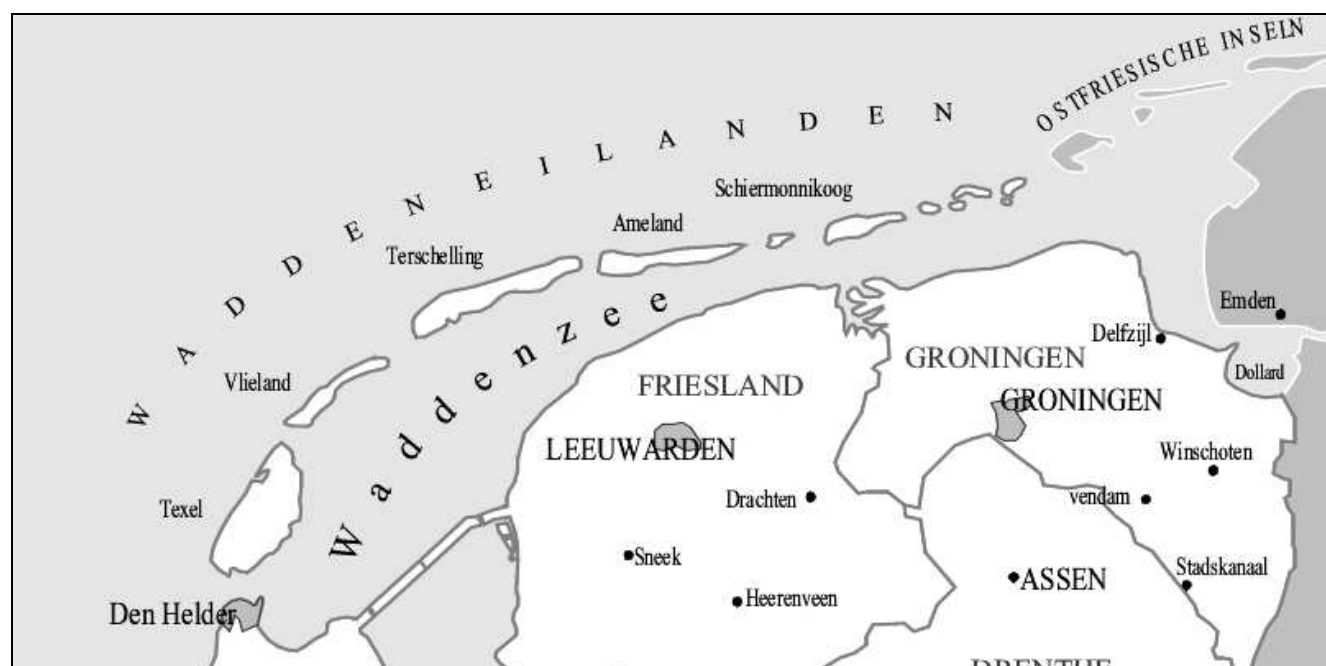 OSTFRIESISCHE INSELN
WADDENEILANDEN
Schiermonnikoog
Ameland
Terschelling
Waddenzee
Emden
Delfzijl
GRONINGEN
Dollard
Vlieland
FRIESLAND
GRONINGEN
LEEUWARDEN
Winschoten
Drachten
vendam
Texel
Sneek
Stadskanaal
ASSEN
Heerenveen
Den Helder
DRENTHE